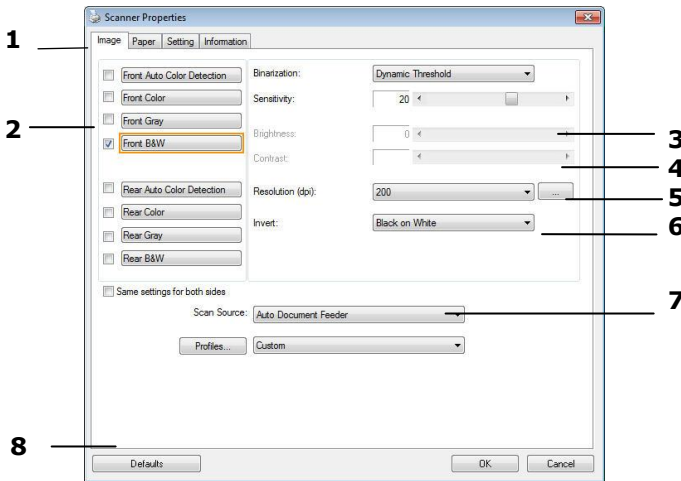 Scanner Properties
1
Image Paper Setting Information
Front Auto Color Detection
Front Color
Front Gray
Front B&W
2
Rear Auto Color Detection
Rear Color
Rear Gray
Rear B&W
Binarization: Dynamic Threshold
Sensitivity: 20
Brightness: 0
3
Contrast:
4
Resolution (dpi): 200 ...
5
Invert: Black on White
6
Same settings for both sides
Scan Source: Auto Document Feeder
7
Profiles... Custom
8
Defaults OK Cancel